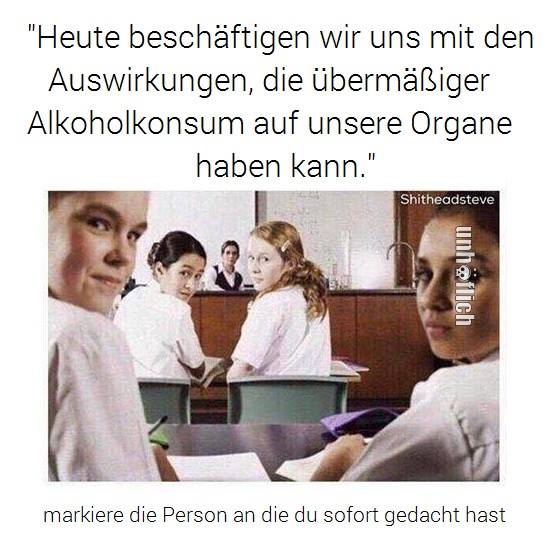 "Heute beschäftigen wir uns mit den
Auswirkungen, die übermäßiger
Alkoholkonsum auf unsere Organe
haben kann."
Shitheadsteve
unhöflich
markiere die Person an die du sofort gedacht hast